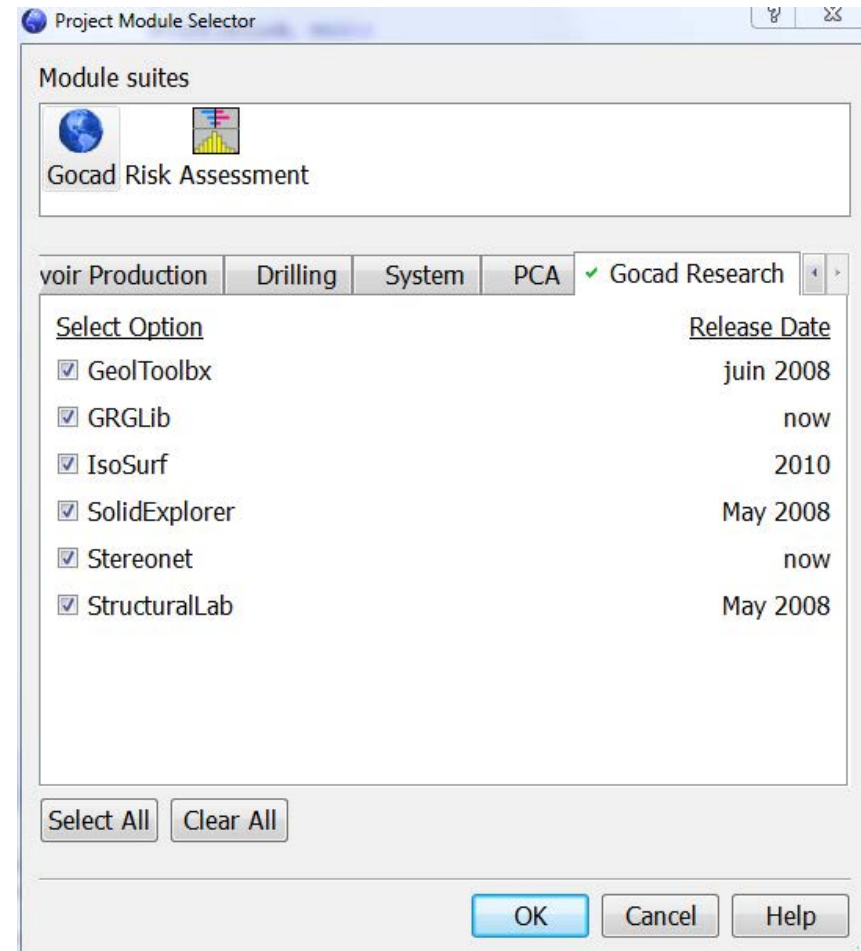 Project Module Selector
Module suites
Gocad Risk Assessment
voir Production Drilling System PCA Gocad Research
Select Option Release Date
GeolToolbx juin 2008
GRGLib now
IsoSurf 2010
SolidExplorer May 2008
Stereonet now
StructuralLab May 2008
Select All Clear All
OK Cancel Help